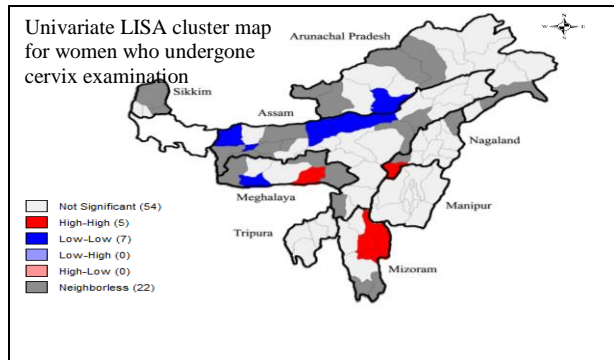 Univariate LISA cluster map
for women who undergone
cervix examination
Arunachal Pradesh
W E
Sikkim
Assam
Nagaland
Meghalaya
Manipur
Tripura
Mizoram
Not Significant (54)
High-High (5)
Low-Low (7)
Low-High (0)
High-Low (0)
Neighborless (22)